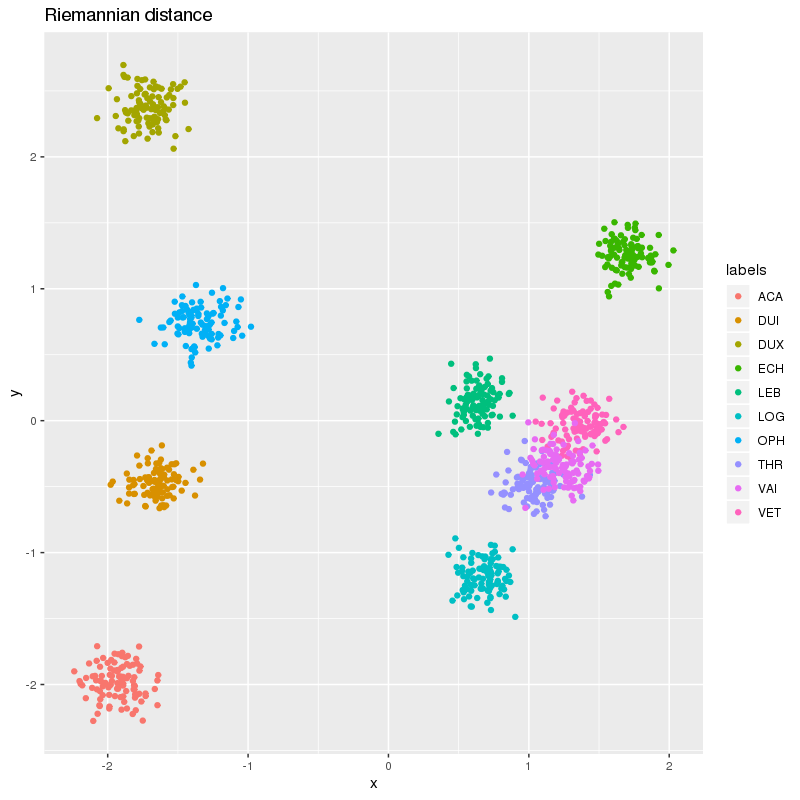 Riemannian distance
y
2
1
0
-1
-2
-2
-1
0
1
2
x
labels
ACA
DUI
DUX
ECH
LEB
LOG
OPH
THR
VAI
VET